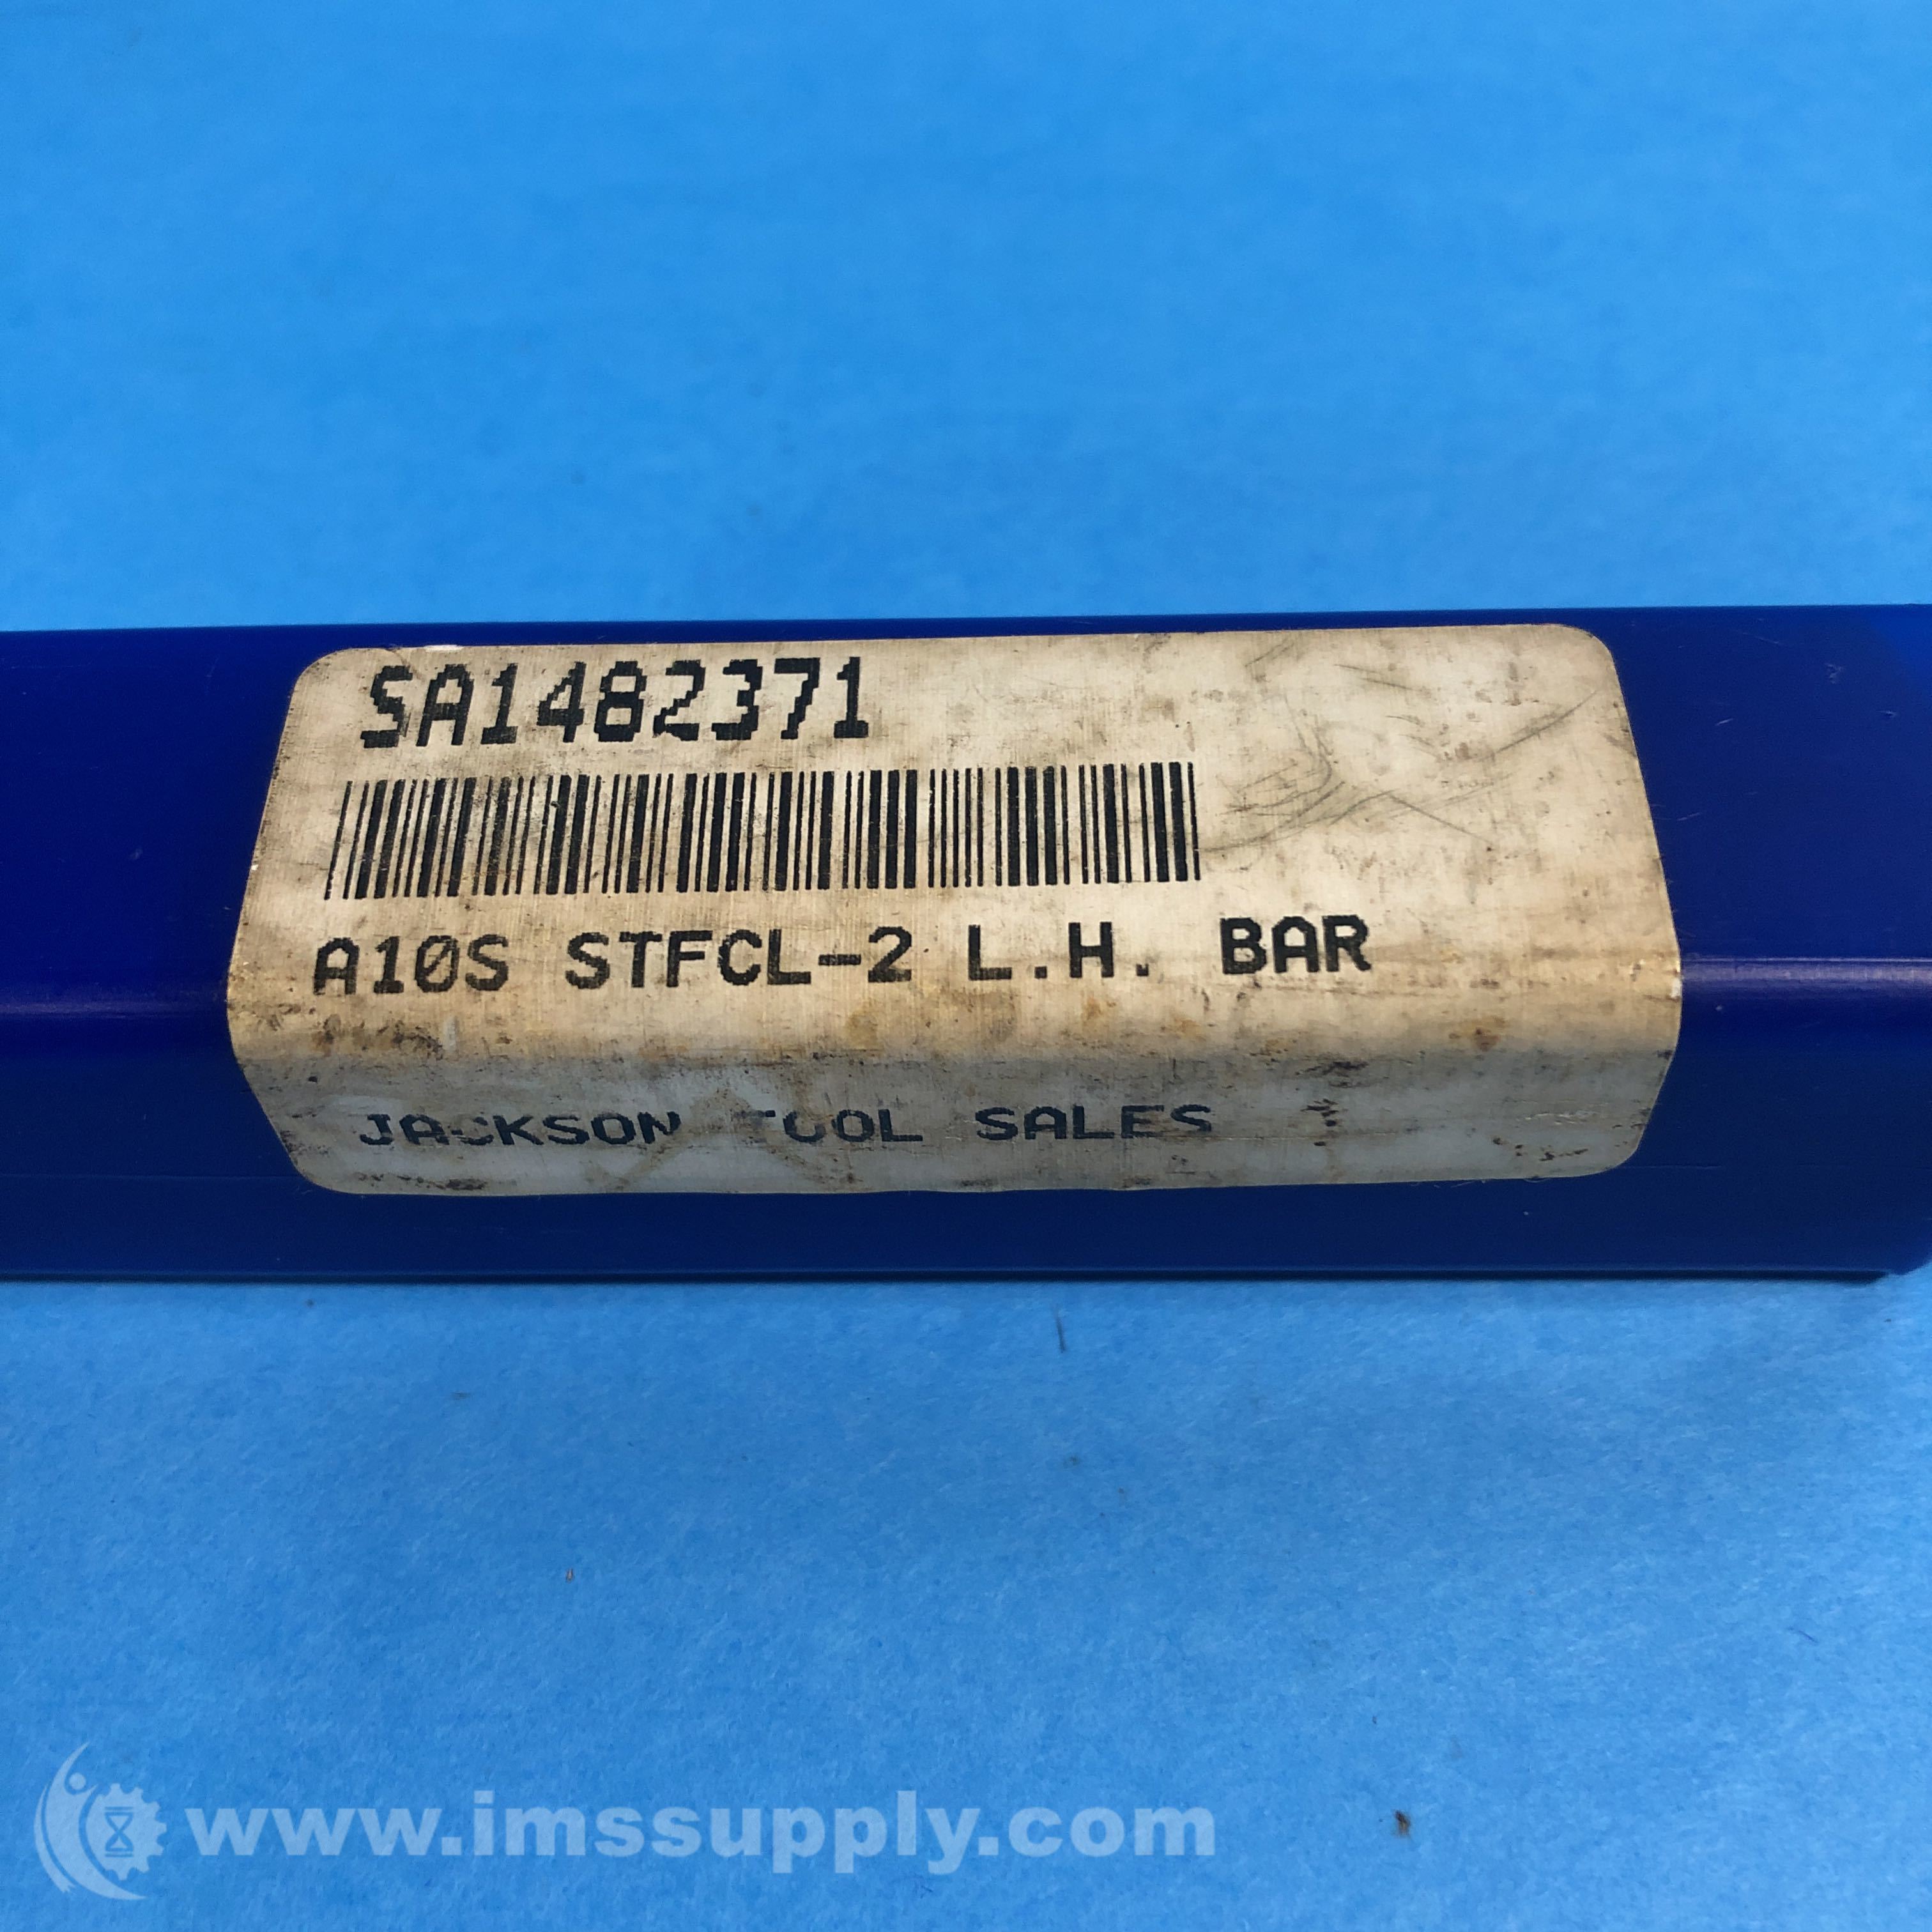 SA1482371
A10S STFCL-2 L.H. BAR
JACKSON TOOL SALES
www.imssupply.com